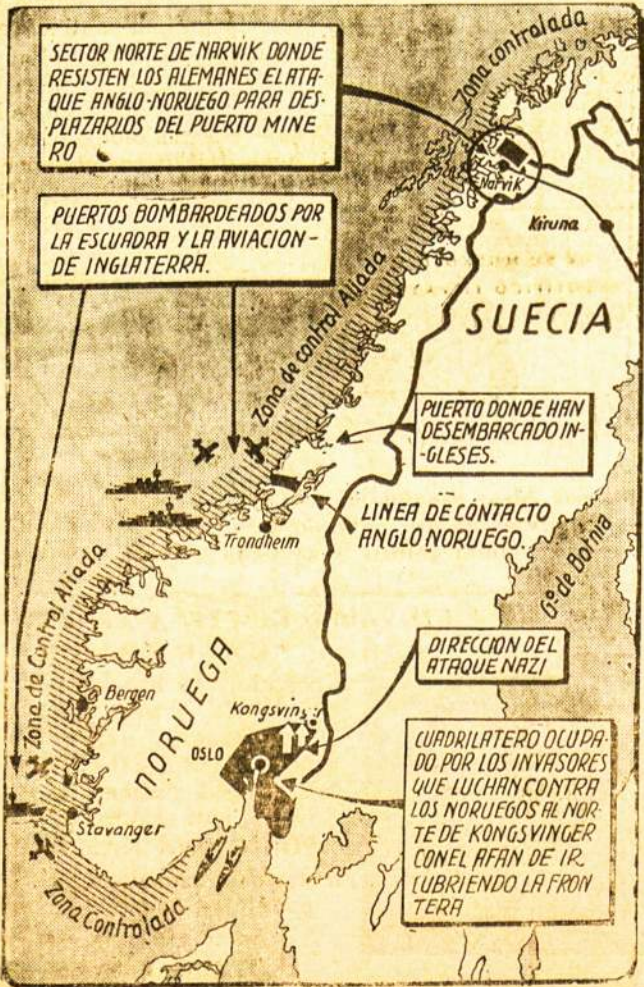 SECTOR NORTE DE NARVIK DONDE
RESISTEN LOS ALEMANES EL ATA-
QUE ANGLO-NORUEGO PARA DES-
PLAZARLOS DEL PUERTO MINE
RO
Zona controlada
Narvik
Kiruna
PUERTOS BOMBARDEADOS POR
LA ESCUADRA Y LA AVIACION-
DE INGLATERRA.
SUECIA
Zona de control Aliada
PUERTO DONDE HAN
DESEMBARCADO IN-
-GLESES.
LINEA DE CONTACTO
ANGLO NORUEGO.
Trondheim
Gº de Botnia
Zona de Control Aliada
DIRECCION DEL
ATAQUE NAZI
Bergen
NORUEGA
Kongsvinger
OSLO
CUADRILATERO OCUPA-
DO POR LOS INVASORES
QUE LUCHAN CONTRA
LOS NORUEGOS AL NOR-
TE DE KONGSVINGER
CON EL AFAN DE IR.
CUBRIENDO LA FRON
TERA
Stavanger
Zona Controlada